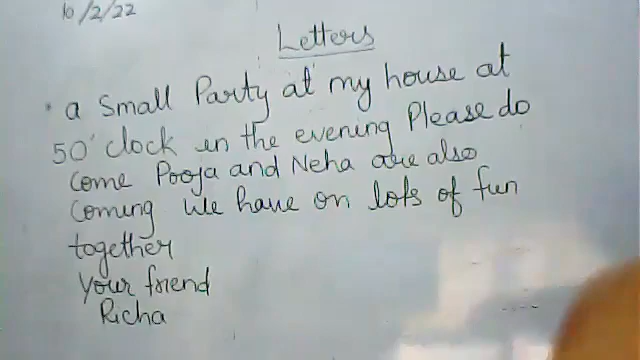 10/2/22
Letters
a Small Party at my house at
50'clock in the evening Please do
Come Pooja and Neha are also
Coming We have on lots of fun
together
Your friend
Richa